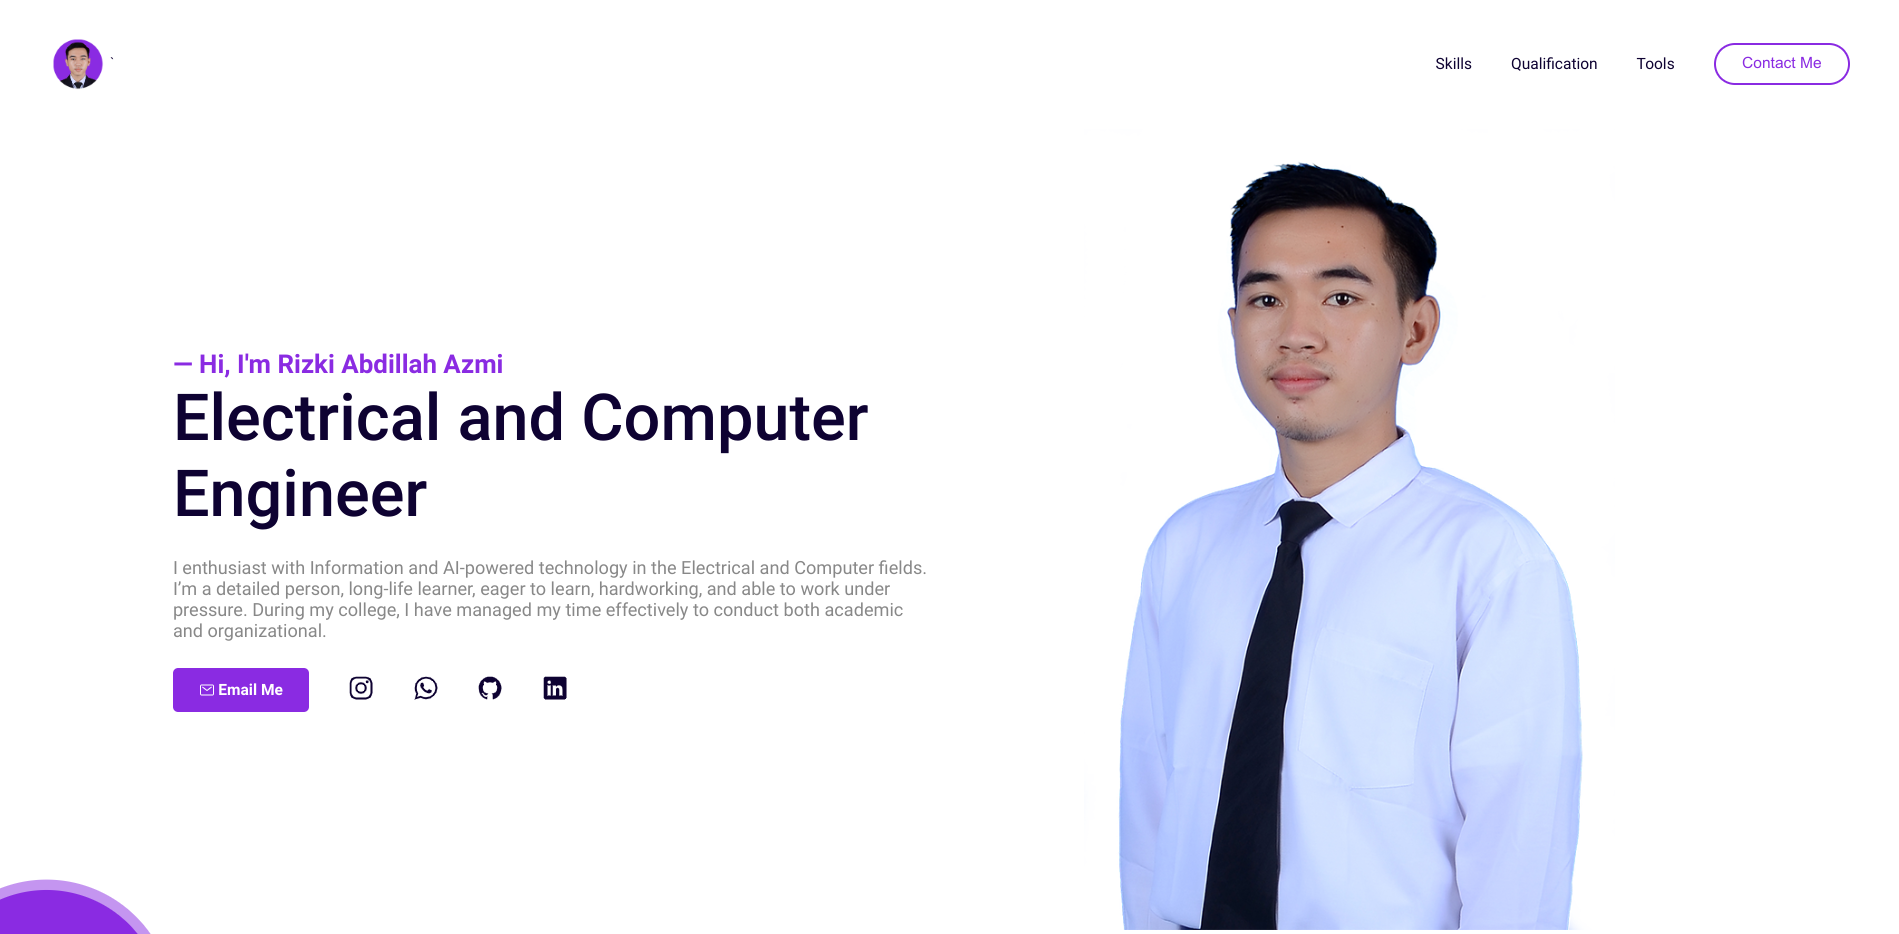 `
Skills
Qualification
Tools
Contact Me
— Hi, I'm Rizki Abdillah Azmi
Electrical and Computer
Engineer
I enthusiast with Information and AI-powered technology in the Electrical and Computer fields.
I’m a detailed person, long-life learner, eager to learn, hardworking, and able to work under
pressure. During my college, I have managed my time effectively to conduct both academic
and organizational.
Email Me